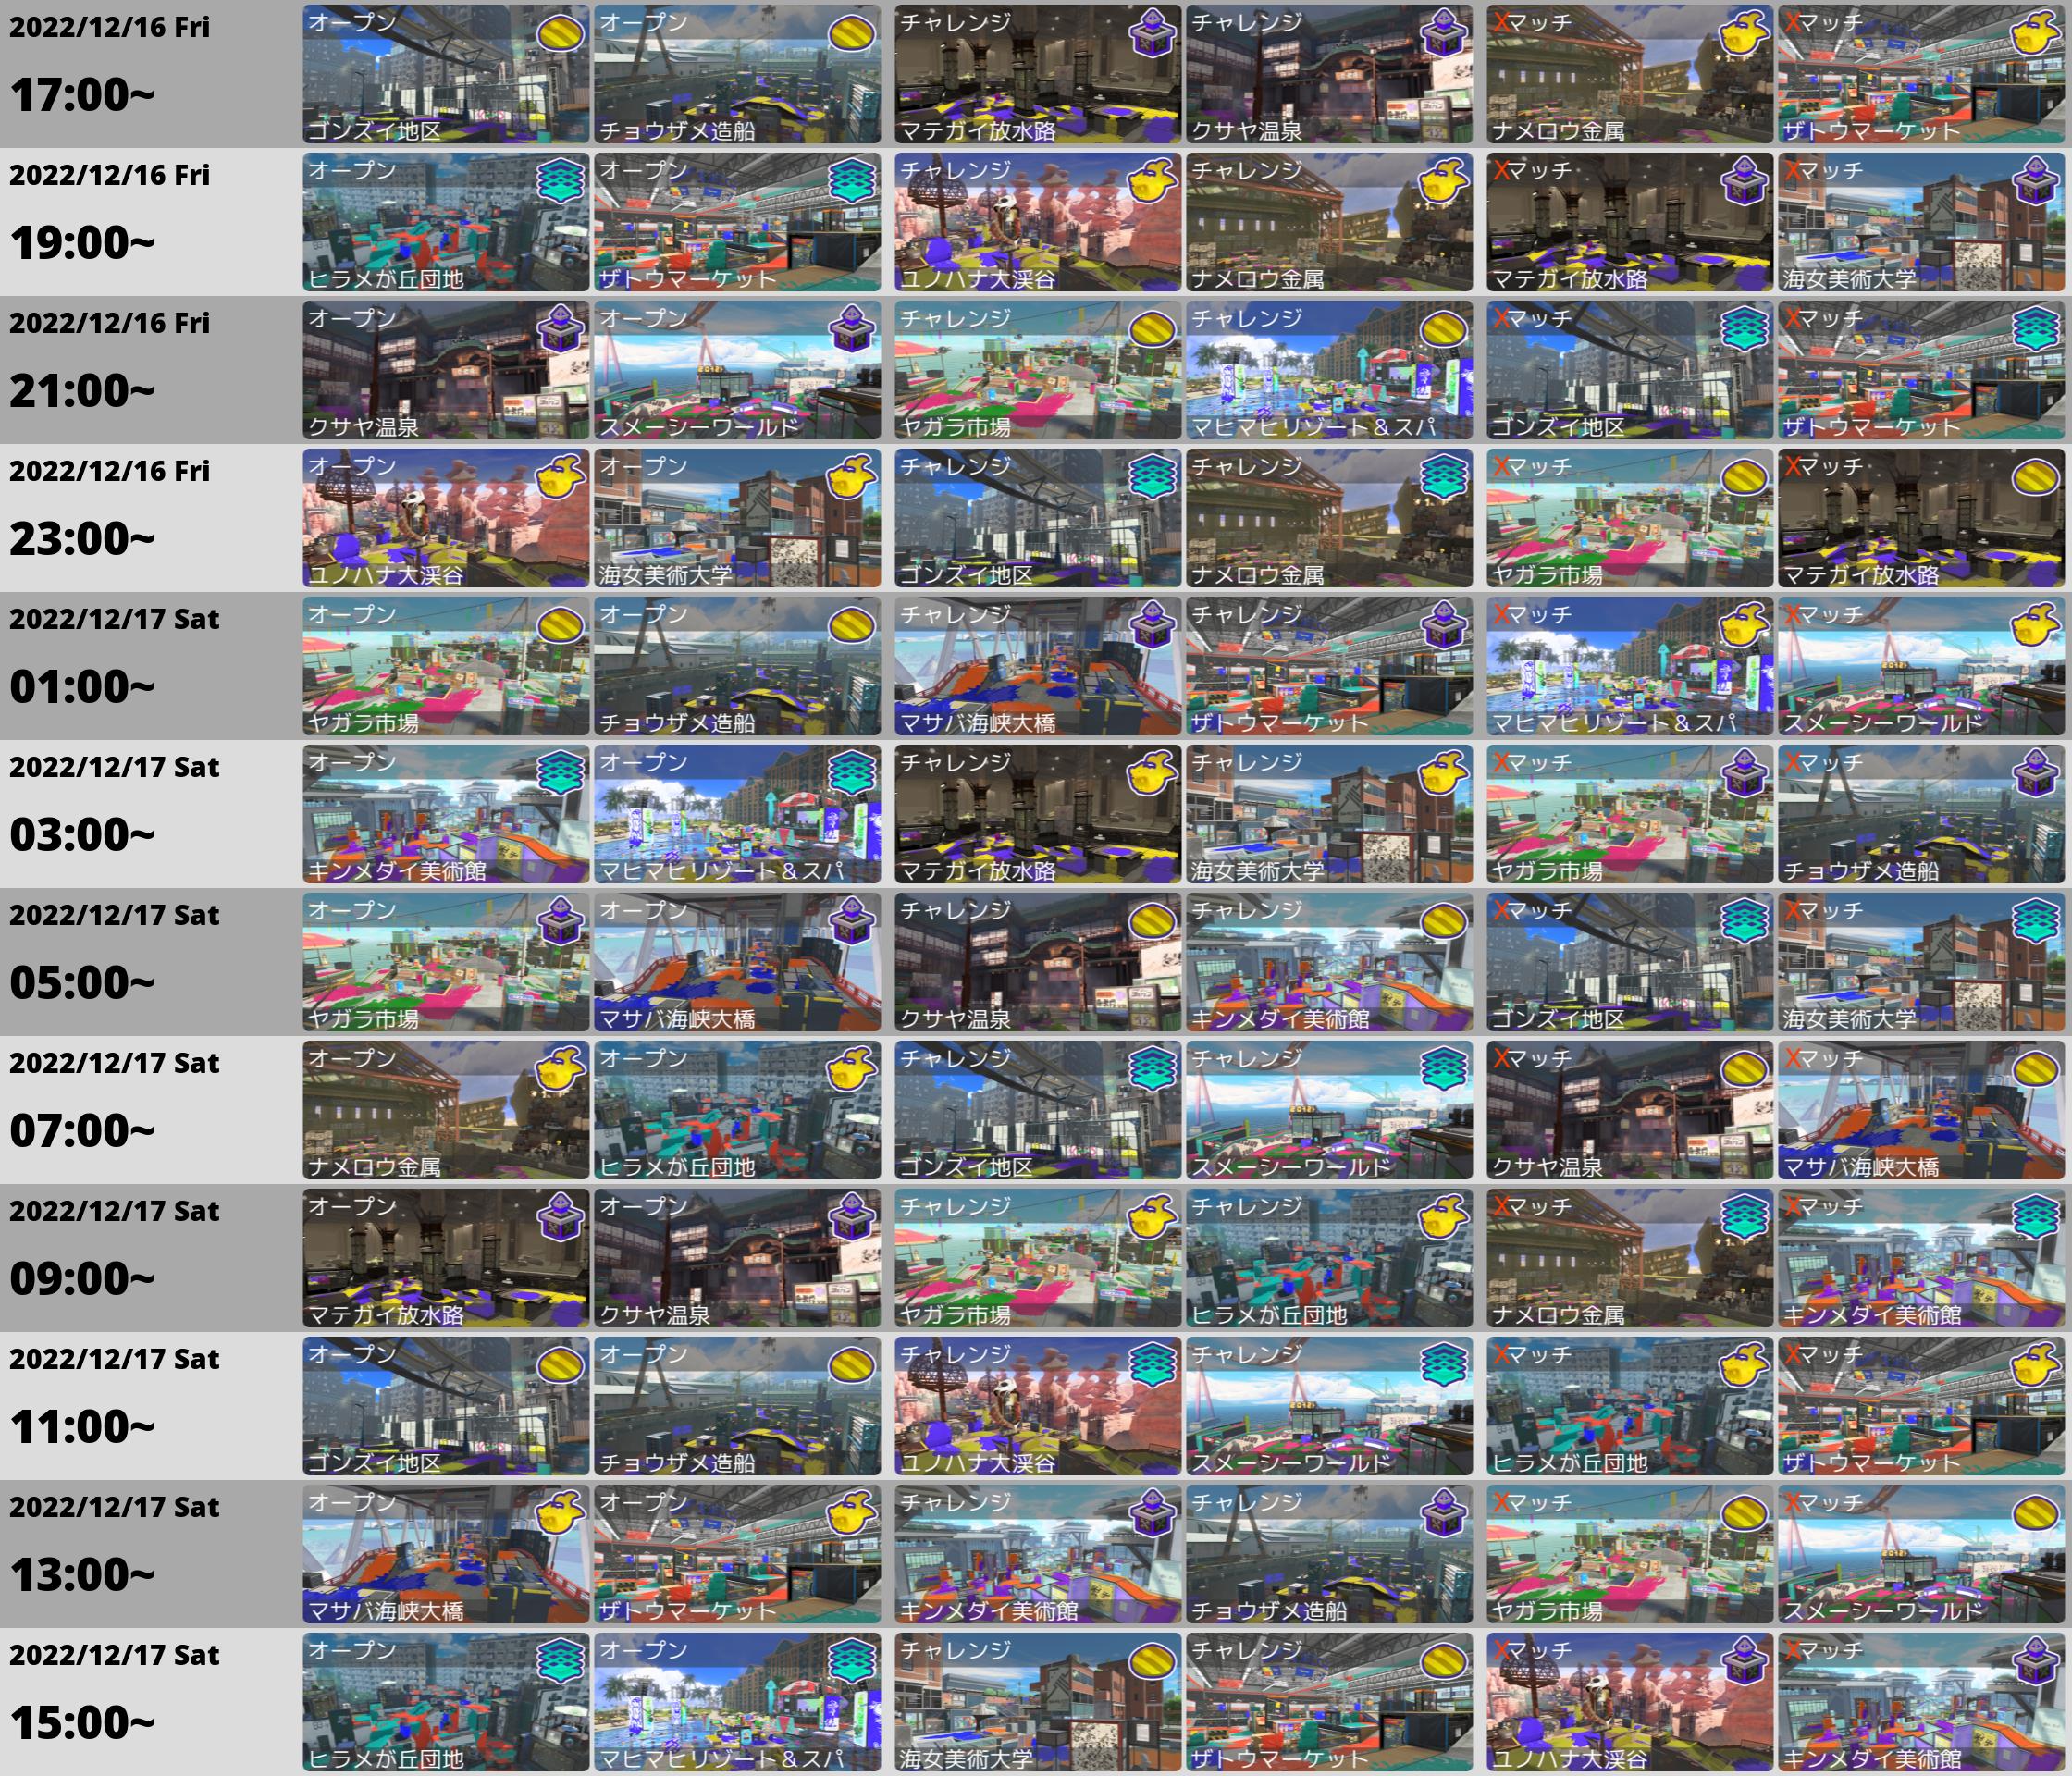 2022/12/16 Fri
17:00~
オープン
ゴンズイ地区
オープン
チョウザメ造船
チャレンジ
マテガイ放水路
チャレンジ
クサヤ温泉
Xマッチ
ナメロウ金属
Xマッチ
ザトウマーケット
2022/12/16 Fri
19:00~
オープン
ヒラメが丘団地
オープン
ザトウマーケット
チャレンジ
ユノハナ大渓谷
チャレンジ
ナメロウ金属
Xマッチ
マテガイ放水路
Xマッチ
海女美術大学
2022/12/16 Fri
21:00~
オープン
クサヤ温泉
オープン
スメーシーワールド
チャレンジ
ヤガラ市場
チャレンジ
マヒマヒリゾート＆スパ
Xマッチ
ゴンズイ地区
Xマッチ
ザトウマーケット
2022/12/16 Fri
23:00~
オープン
ユノハナ大渓谷
オープン
海女美術大学
チャレンジ
ゴンズイ地区
チャレンジ
ナメロウ金属
Xマッチ
ヤガラ市場
Xマッチ
マテガイ放水路
2022/12/17 Sat
01:00~
オープン
ヤガラ市場
オープン
チョウザメ造船
チャレンジ
マサバ海峡大橋
チャレンジ
ザトウマーケット
Xマッチ
マヒマヒリゾート＆スパ
Xマッチ
スメーシーワールド
2022/12/17 Sat
03:00~
オープン
キンメダイ美術館
オープン
マヒマヒリゾート＆スパ
チャレンジ
マテガイ放水路
チャレンジ
海女美術大学
Xマッチ
ヤガラ市場
Xマッチ
チョウザメ造船
2022/12/17 Sat
05:00~
オープン
ヤガラ市場
オープン
マサバ海峡大橋
チャレンジ
クサヤ温泉
チャレンジ
キンメダイ美術館
Xマッチ
ゴンズイ地区
Xマッチ
海女美術大学
2022/12/17 Sat
07:00~
オープン
ナメロウ金属
オープン
ヒラメが丘団地
チャレンジ
ゴンズイ地区
チャレンジ
スメーシーワールド
Xマッチ
クサヤ温泉
Xマッチ
マサバ海峡大橋
2022/12/17 Sat
09:00~
オープン
マテガイ放水路
オープン
クサヤ温泉
チャレンジ
ヤガラ市場
チャレンジ
ヒラメが丘団地
Xマッチ
ナメロウ金属
Xマッチ
キンメダイ美術館
2022/12/17 Sat
11:00~
オープン
ゴンズイ地区
オープン
チョウザメ造船
チャレンジ
ユノハナ大渓谷
チャレンジ
スメーシーワールド
Xマッチ
ヒラメが丘団地
Xマッチ
ザトウマーケット
2022/12/17 Sat
13:00~
オープン
マサバ海峡大橋
オープン
ザトウマーケット
チャレンジ
キンメダイ美術館
チャレンジ
チョウザメ造船
Xマッチ
ヤガラ市場
Xマッチ
スメーシーワールド
2022/12/17 Sat
15:00~
オープン
ヒラメが丘団地
オープン
マヒマヒリゾート＆スパ
チャレンジ
海女美術大学
チャレンジ
ザトウマーケット
Xマッチ
ユノハナ大渓谷
Xマッチ
キンメダイ美術館